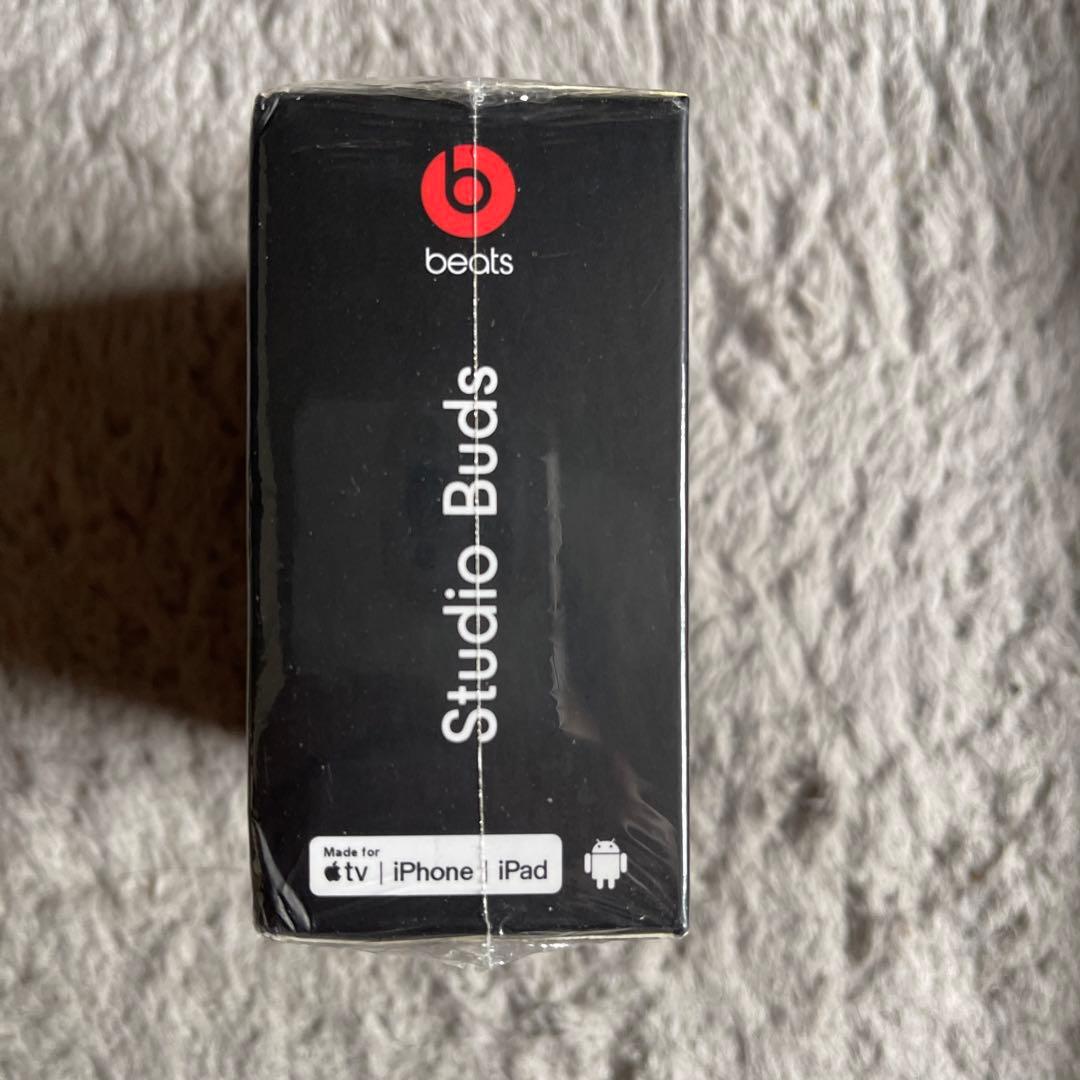 beats
Studio Buds
Made for
tv | iPhone | iPad